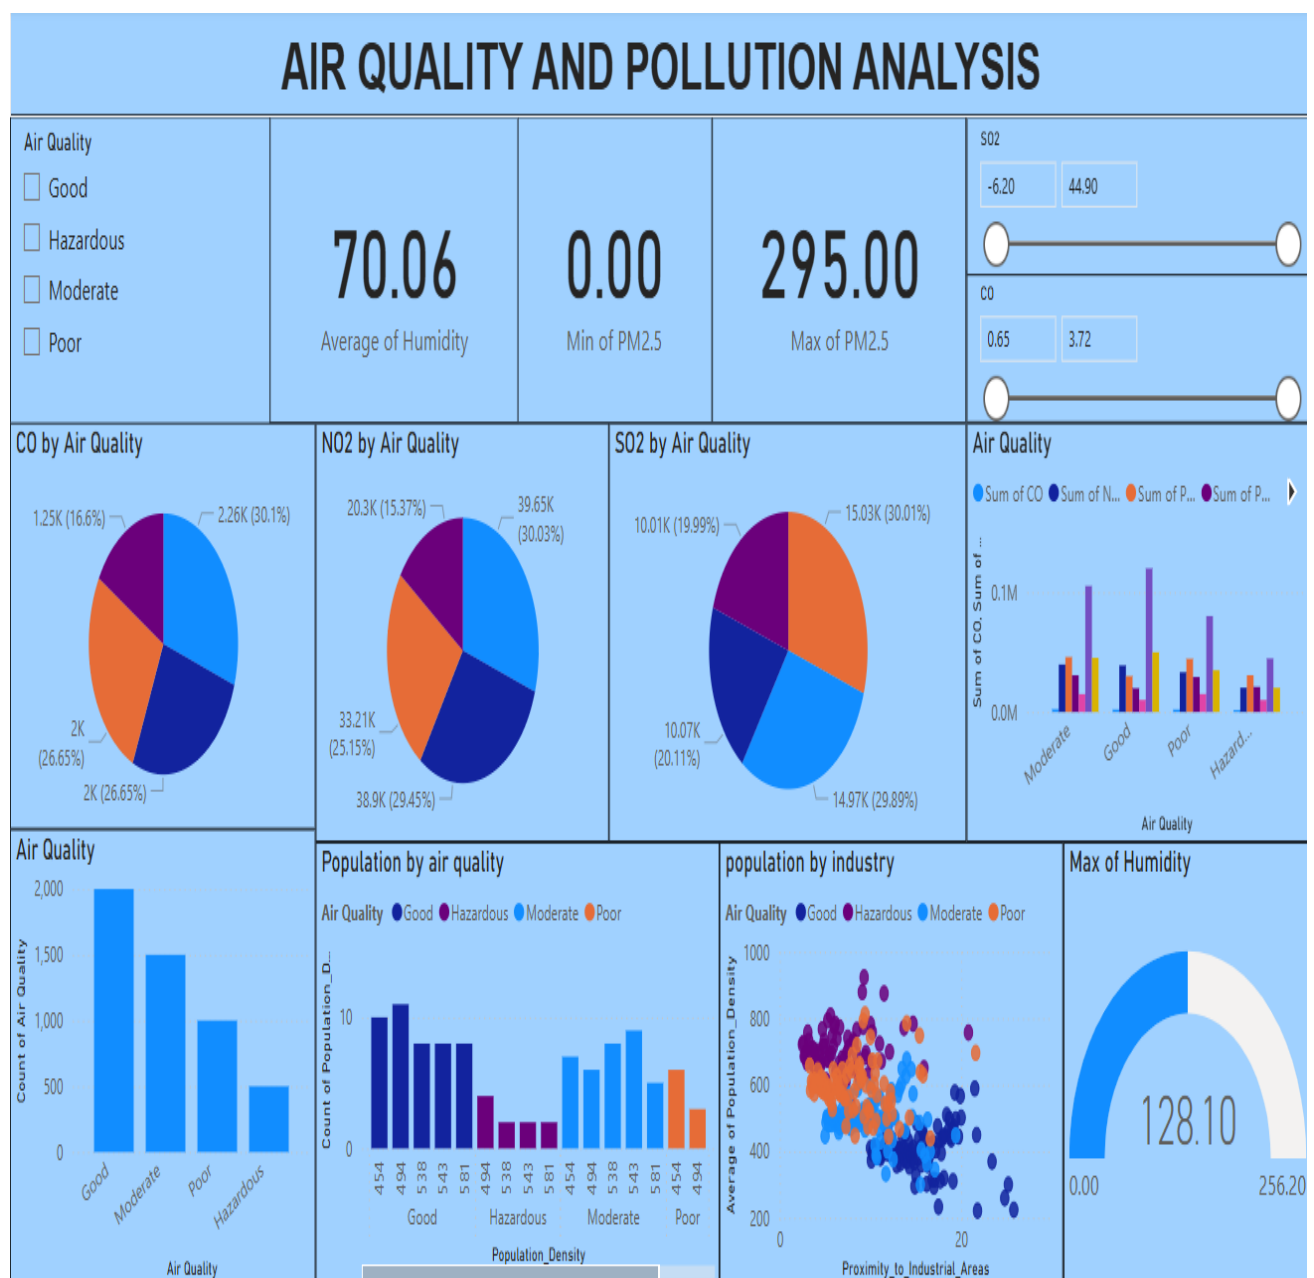 AIR QUALITY AND POLLUTION ANALYSIS
Air Quality
Good
Hazardous
Moderate
Poor
70.06
Average of Humidity
0.00
Min of PM2.5
295.00
Max of PM2.5
SO2
-6.20 44.90
CO
0.65 3.72
CO by Air Quality
1.25K (16.6%)
2.26K (30.1%)
2K
(26.65%)
2K (26.65%)
NO2 by Air Quality
20.3K (15.37%)
39.65K
(30.03%)
33.21K
(25.15%)
38.9K (29.45%)
SO2 by Air Quality
10.01K (19.99%)
15.03K (30.01%)
10.07K
(20.11%)
14.97K (29.89%)
Air Quality
Sum of CO Sum of N... Sum of P... Sum of P...
Sum of CO, Sum of ...
0.1M
0.0M
Moderate Good Poor Hazard...
Air Quality
Air Quality
Count of Air Quality
2,000
1,500
1,000
500
0
Good Moderate Poor Hazardous
Air Quality
Population by air quality
Air Quality Good Hazardous Moderate Poor
Count of Population_D...
10
0
454 494 538 543 581 494 538 543 581 454 494 538 543 581 454 494
Good Hazardous Moderate Poor
Population_Density
population by industry
Air Quality Good Hazardous Moderate Poor
Average of Population_Density
1000
800
600
400
200
0 20
Proximity_to_Industrial_Areas
Max of Humidity
128.10
0.00 256.20